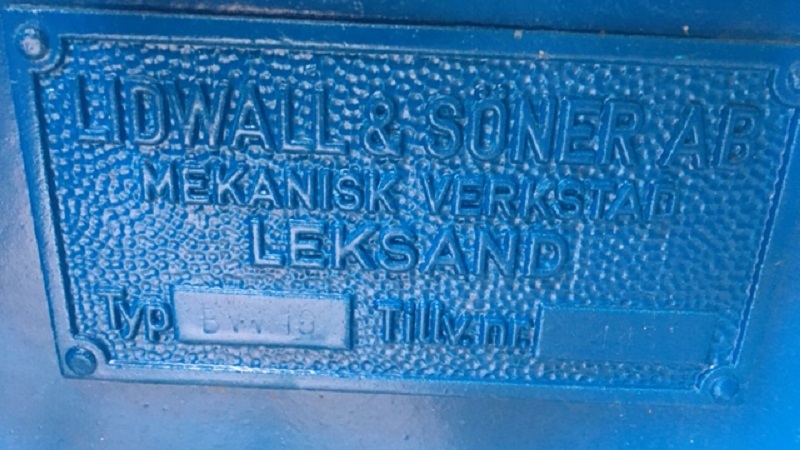 LIDWALL & SÖNER AB
MEKANISK VERKSTAD
LEKSAND
Typ Tillv.nr.